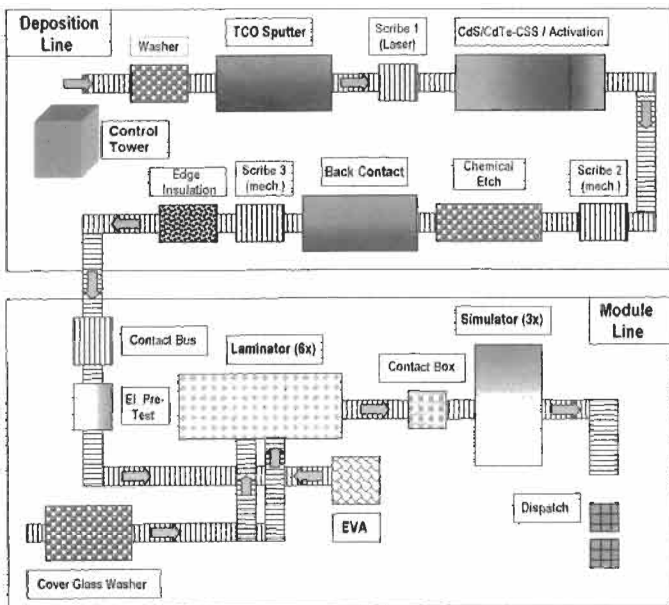 Deposition
Line
Washer
TCO Sputter
Scribe 1
(Laser)
CdS/CdTe-CSS / Activation
Control
Tower
Edge
Insulation
Scribe 3
(mech.)
Back Contact
Chemical
Etch
Scribe 2
(mech.)
Module
Line
Contact Bus
Laminator (6x)
Simulator (3x)
Contact Box
El. Pre-
Test
EVA
Dispatch
Cover Glass Washer